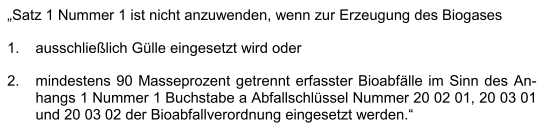 „Satz 1 Nummer 1 ist nicht anzuwenden, wenn zur Erzeugung des Biogases
1. ausschließlich Gülle eingesetzt wird oder
2. mindestens 90 Masseprozent getrennt erfasster Bioabfälle im Sinn des An-
hangs 1 Nummer 1 Buchstabe a Abfallschlüssel Nummer 20 02 01, 20 03 01
und 20 03 02 der Bioabfallverordnung eingesetzt werden.“